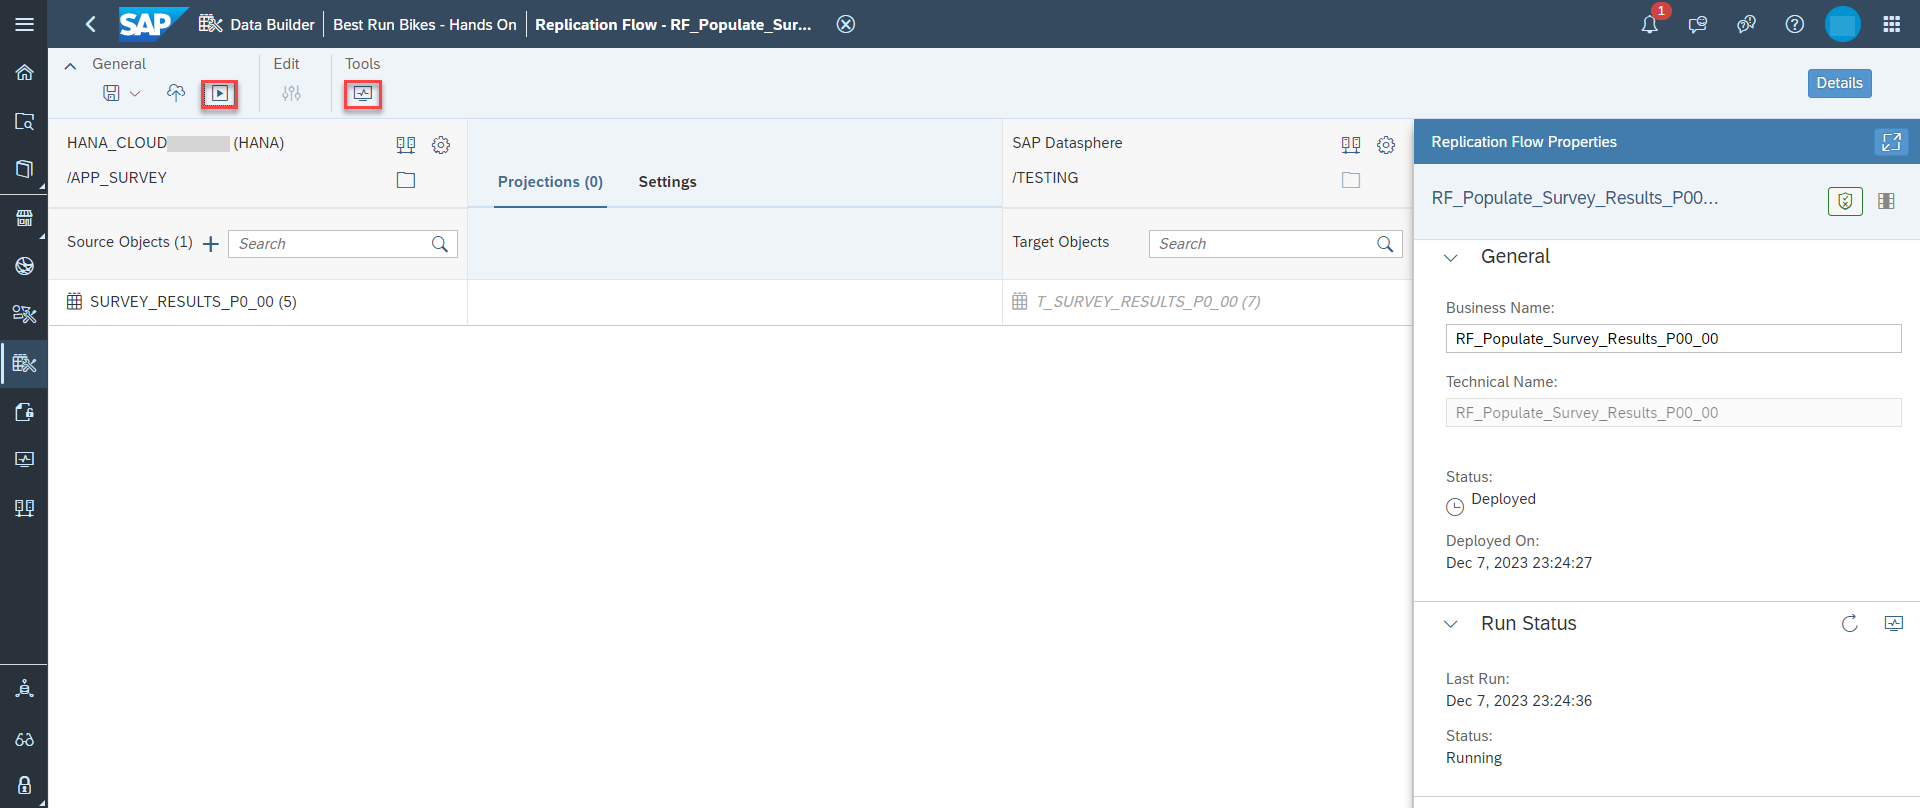 SAP Data Builder Best Run Bikes - Hands On Replication Flow - RF_Populate_Sur... 1
General Edit Tools
Details
HANA_CLOUD (HANA)
/APP_SURVEY
Projections (0) Settings
SAP Datasphere
/TESTING
Source Objects (1) Search
Target Objects Search
SURVEY_RESULTS_P0_00 (5)
T_SURVEY_RESULTS_P0_00 (7)
Replication Flow Properties
RF_Populate_Survey_Results_P00...
General
Business Name:
RF_Populate_Survey_Results_P00_00
Technical Name:
RF_Populate_Survey_Results_P00_00
Status:
Deployed
Deployed On:
Dec 7, 2023 23:24:27
Run Status
Last Run:
Dec 7, 2023 23:24:36
Status:
Running